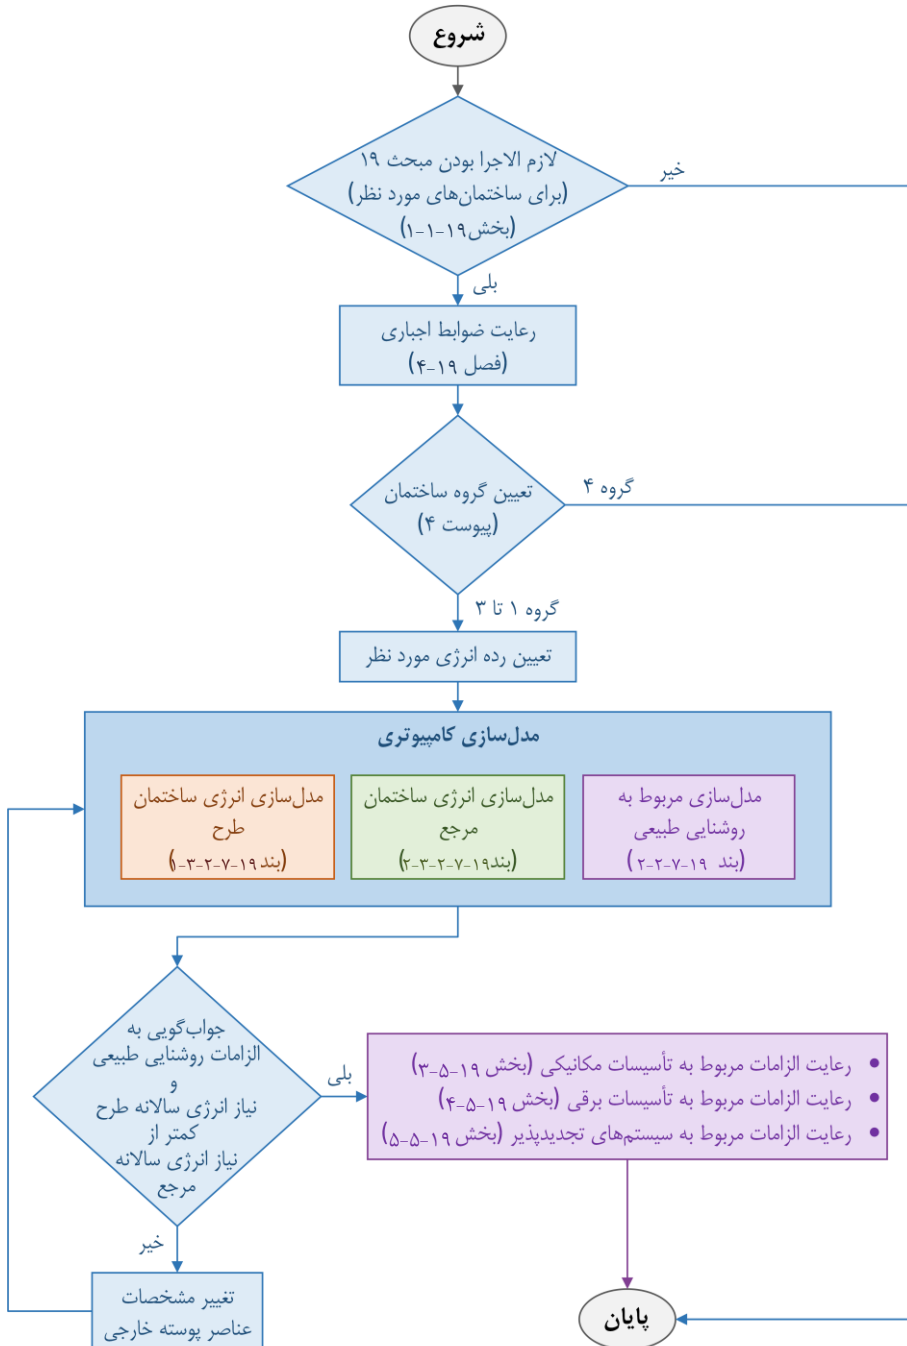 شروع
لازم الاجرا بودن مبحث ۱۹
(برای ساختمان‌های مورد نظر)
(بخش ۱۹-۱-۱)
خیر
بلی
رعایت ضوابط اجباری
(فصل ۱۹-۴)
تعیین گروه ساختمان
(پیوست ۴)
گروه ۴
گروه ۱ تا ۳
تعیین رده انرژی مورد نظر
مدل‌سازی کامپیوتری
مدل‌سازی مربوط به
روشنایی طبیعی
(بند ۱۹-۷-۲-۲)
مدل‌سازی انرژی ساختمان
مرجع
(بند ۱۹-۷-۲-۳-۲)
مدل‌سازی انرژی ساختمان
طرح
(بند ۱۹-۷-۲-۳-۱)
جواب‌گویی به
الزامات روشنایی طبیعی
و
نیاز انرژی سالانه طرح
کمتر از
نیاز انرژی سالانه
مرجع
بلی
• رعایت الزامات مربوط به تأسیسات مکانیکی (بخش ۱۹-۵-۳)
• رعایت الزامات مربوط به تأسیسات برقی (بخش ۱۹-۵-۴)
• رعایت الزامات مربوط به سیستم‌های تجدیدپذیر (بخش ۱۹-۵-۵)
خیر
تغییر مشخصات
عناصر پوسته خارجی
پایان